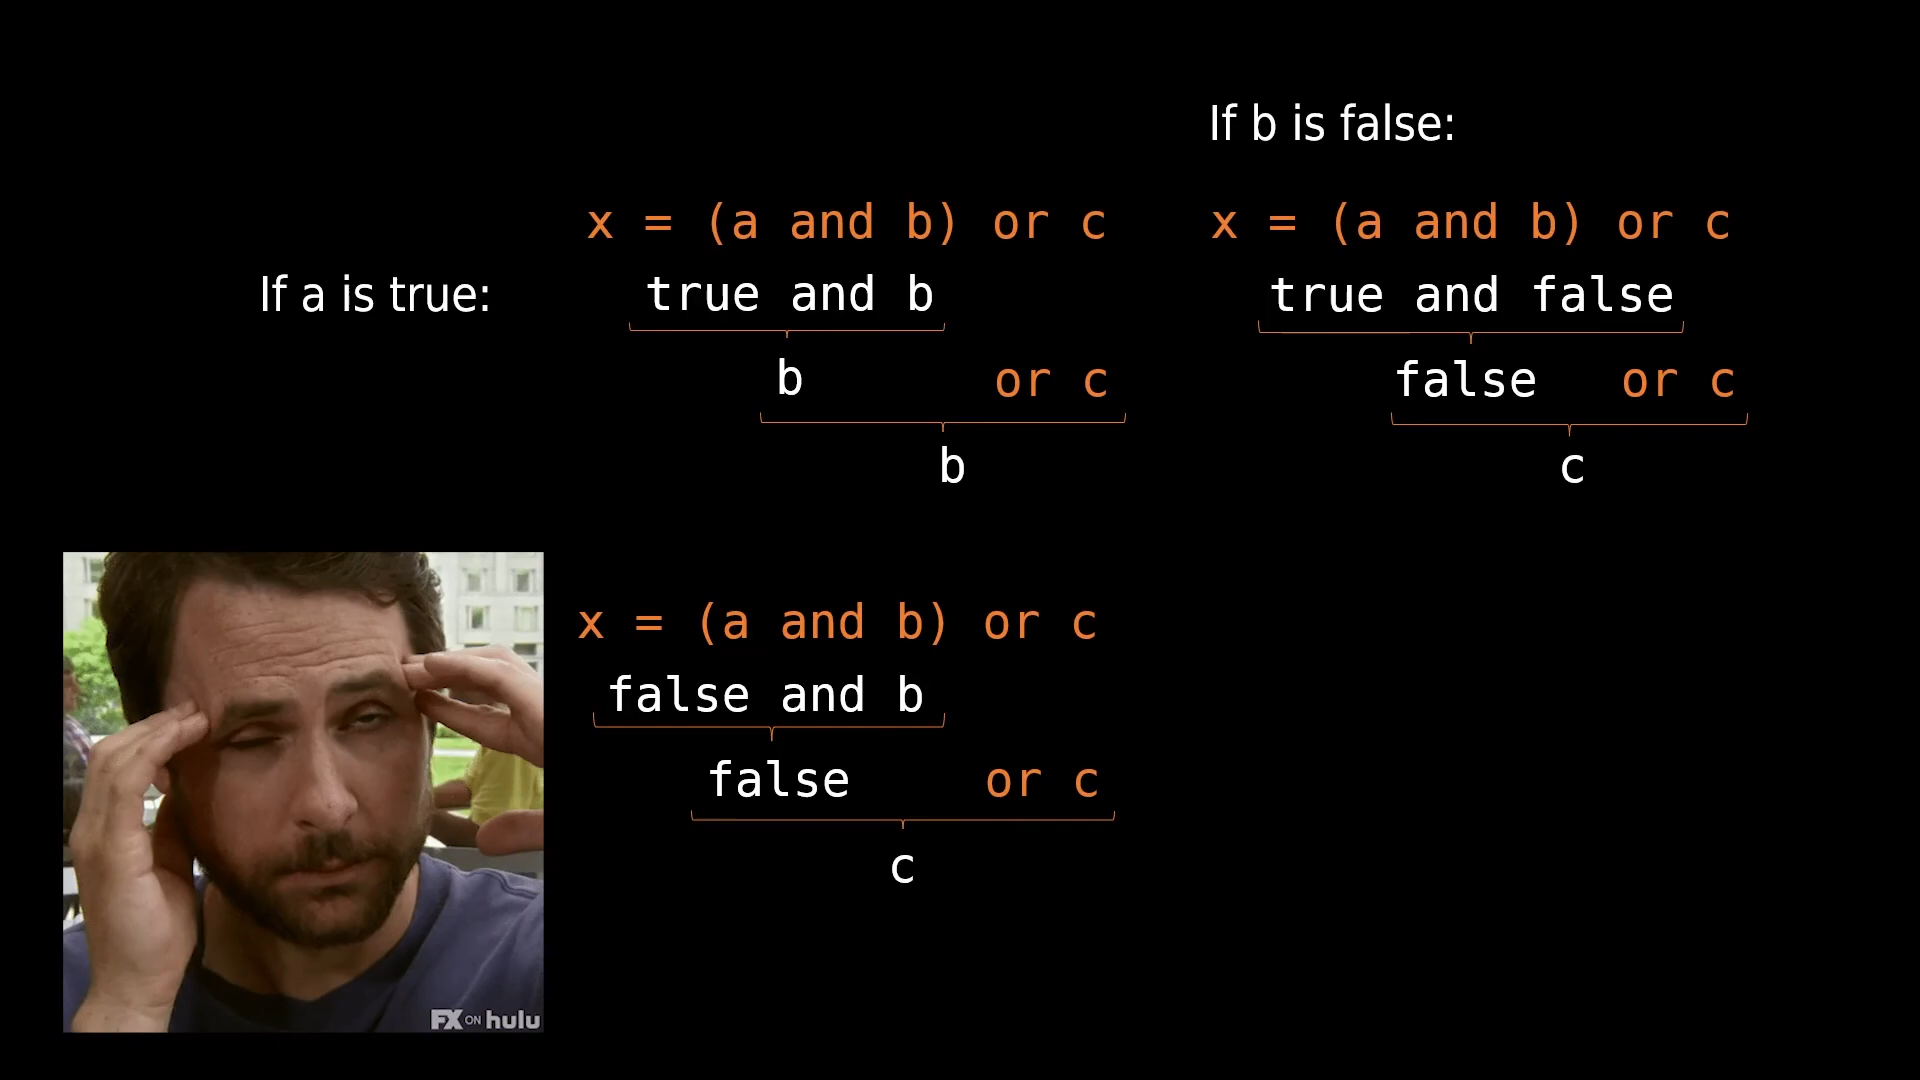 If b is false:
x = (a and b) or c
x = (a and b) or c
If a is true:
true and b
true and false
b or c
false or c
b
c
x = (a and b) or c
false and b
false or c
c
FX ON hulu